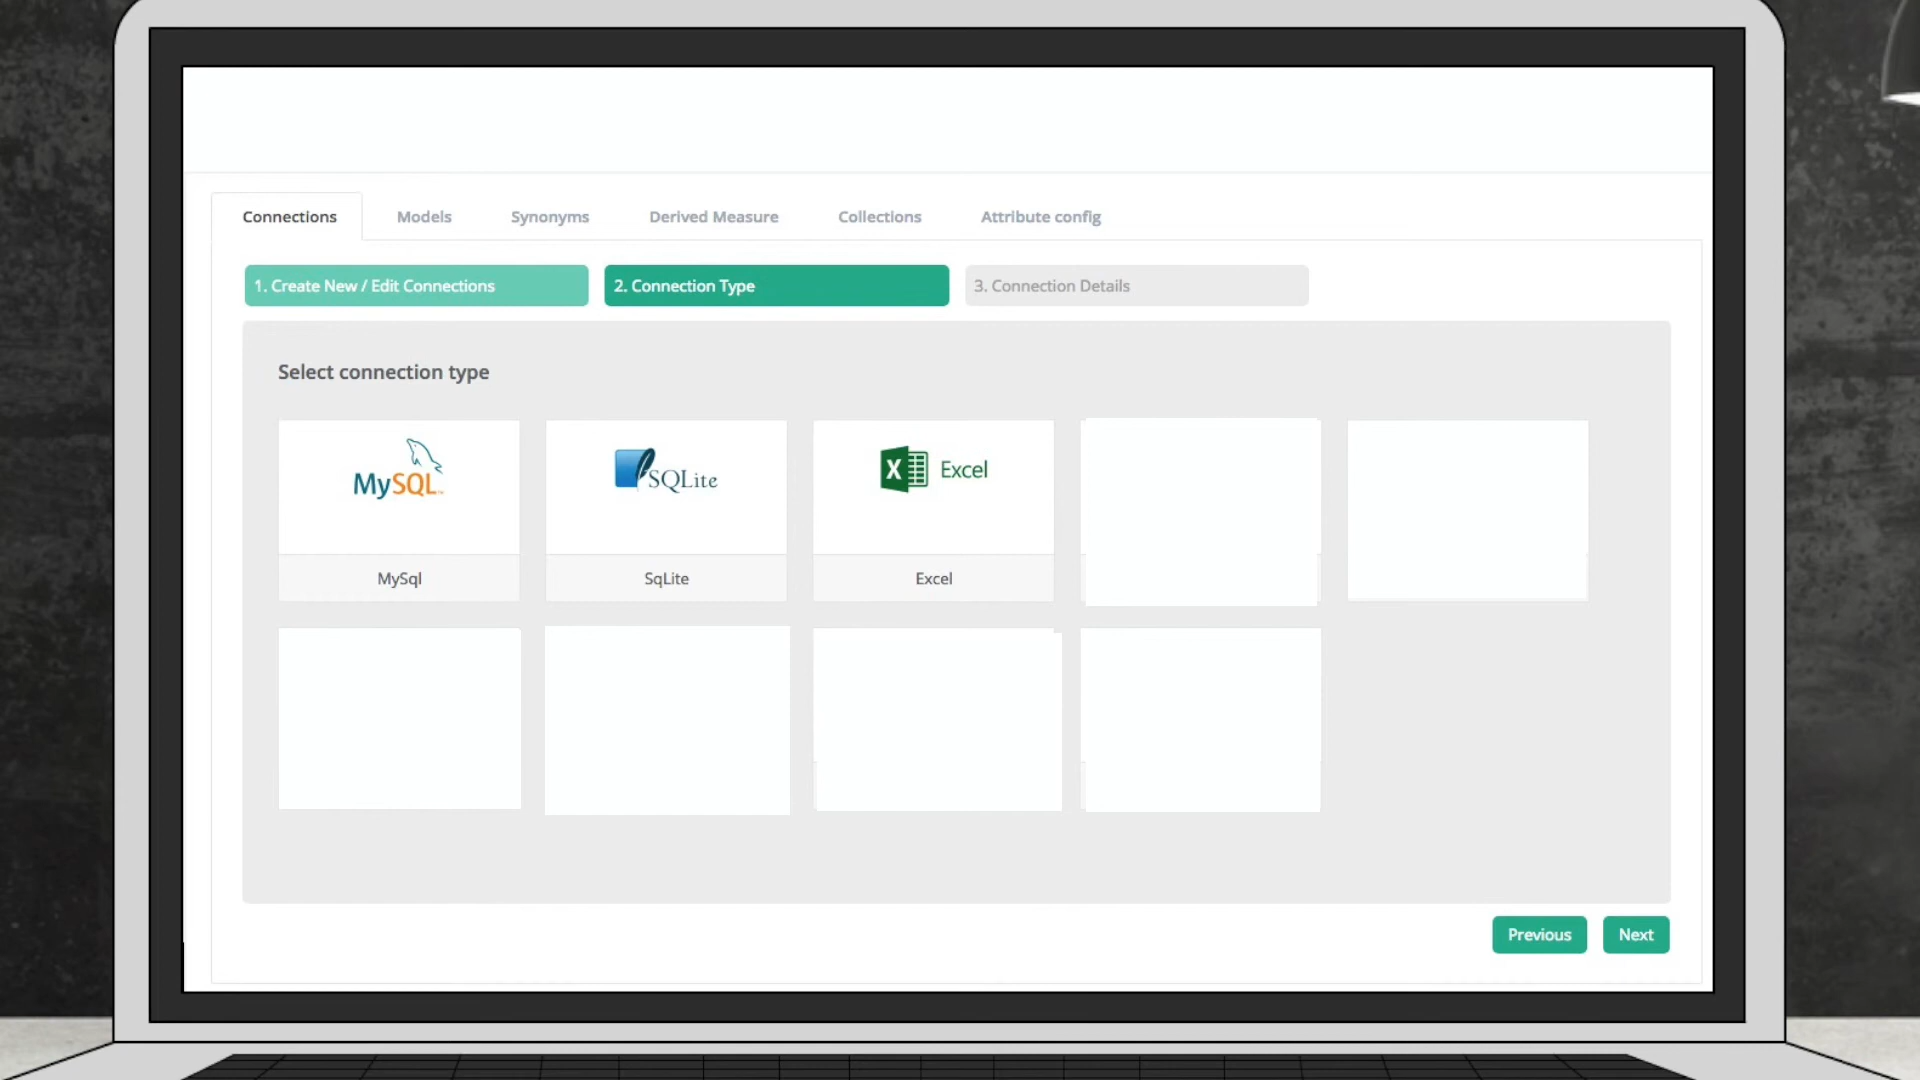 Connections Models Synonyms Derived Measure Collections Attribute config
1. Create New / Edit Connections 2. Connection Type 3. Connection Details
Select connection type
MySQL SQLite X Excel
MySql SqLite Excel
Previous Next